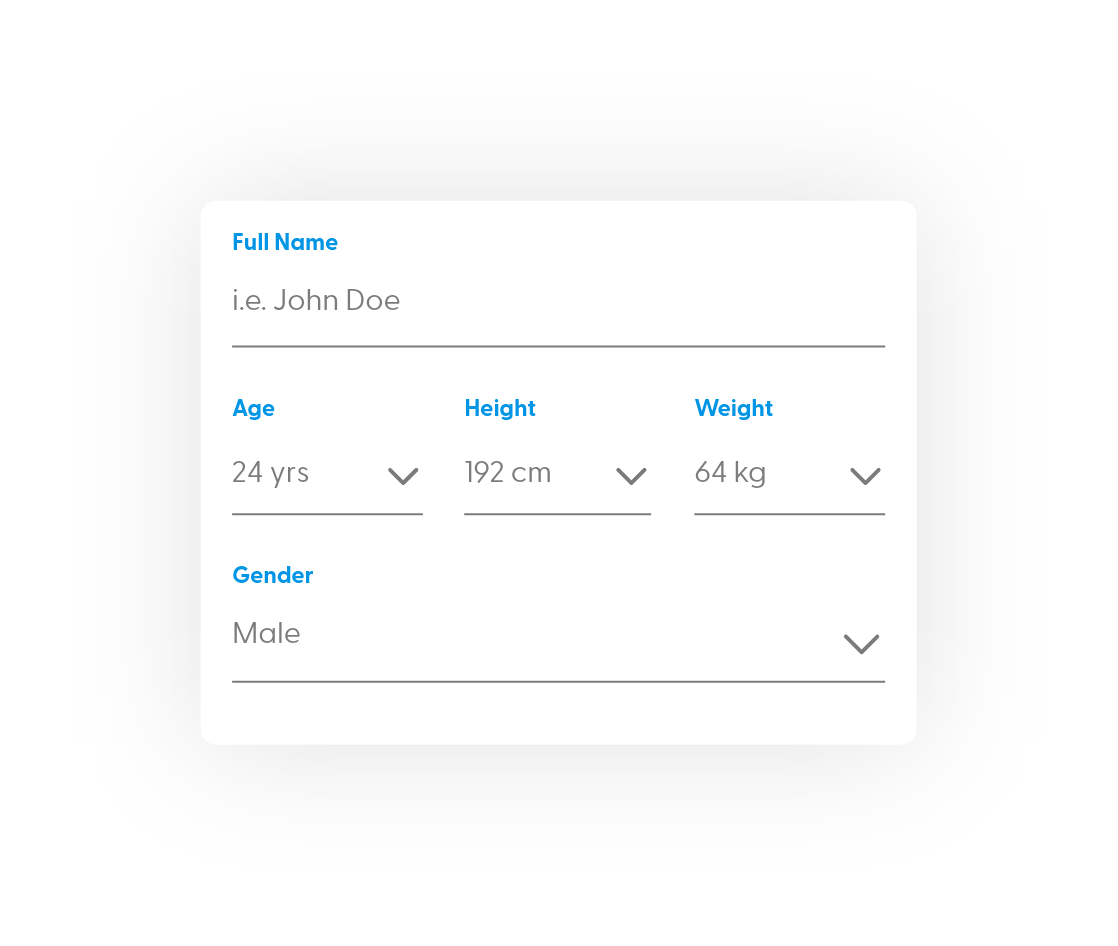 Full Name
i.e. John Doe
Age Height Weight
24 yrs 192 cm 64 kg
Gender
Male